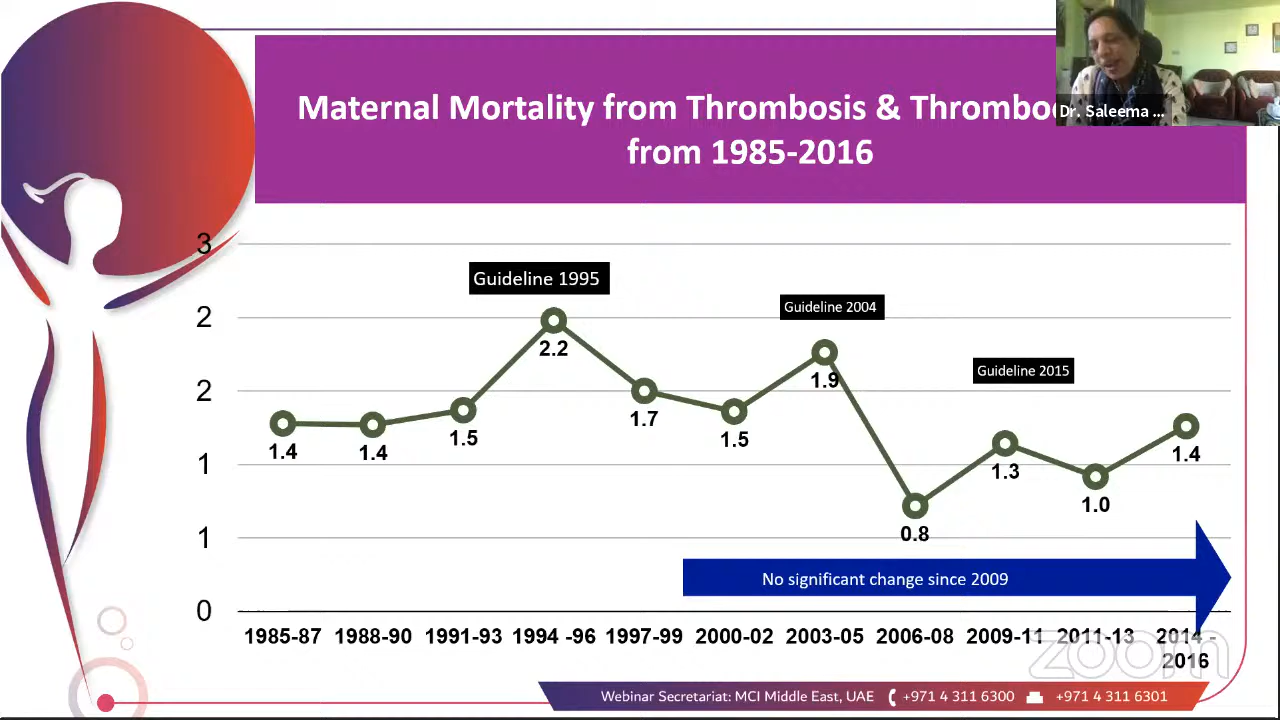 Maternal Mortality from Thrombosis &
from 1985-2016
Dr. Saleema ...
3
2
2
1
1
0
Guideline 1995
Guideline 2004
Guideline 2015
1.4
1.4
1.5
2.2
1.7
1.5
1.9
0.8
1.3
1.0
1.4
No significant change since 2009
1985-87 1988-90 1991-93 1994 -96 1997-99 2000-02 2003-05 2006-08 2009-11 2011-13 2014 -
2016
zoom
Webinar Secretariat: MCI Middle East, UAE +971 4 311 6300 +971 4 311 6301